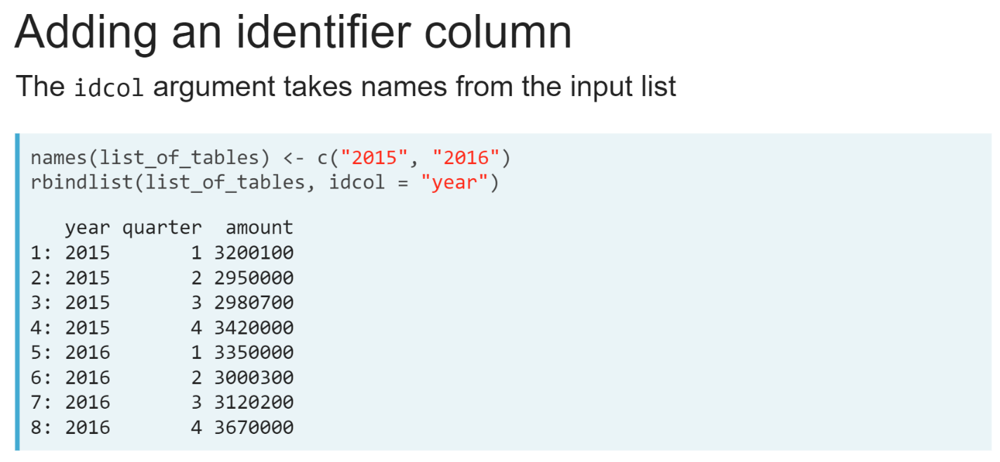 Adding an identifier column
The idcol argument takes names from the input list
names(list_of_tables) <- c("2015", "2016")
rbindlist(list_of_tables, idcol = "year")
   year quarter  amount
1: 2015       1 3200100
2: 2015       2 2950000
3: 2015       3 2980700
4: 2015       4 3420000
5: 2016       1 3350000
6: 2016       2 3000300
7: 2016       3 3120200
8: 2016       4 3670000